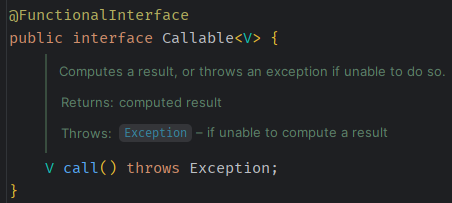 @FunctionalInterface
public interface Callable<V> {
Computes a result, or throws an exception if unable to do so.
Returns: computed result
Throws: Exception – if unable to compute a result
V call() throws Exception;
}